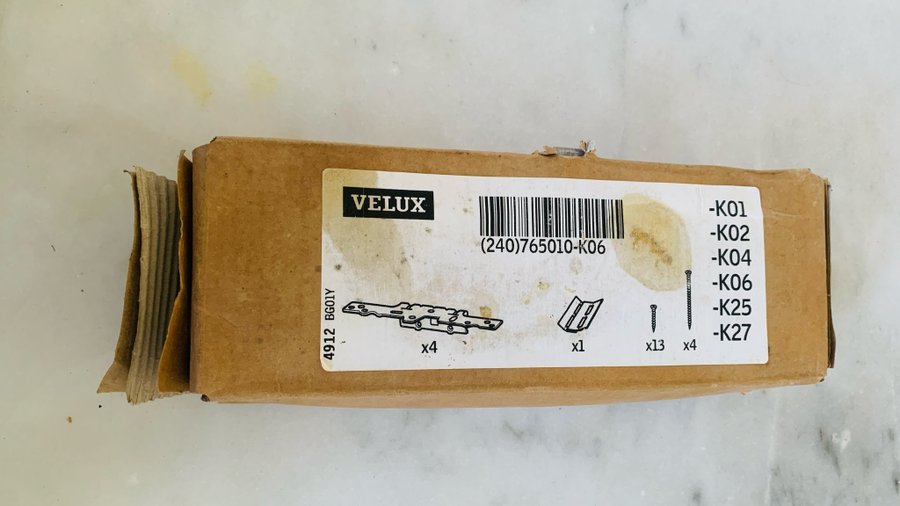 VELUX
(240)765010-K06
-K01
-K02
-K04
-K06
-K25
-K27
4912 BG01Y
x4
x1
x13
x4